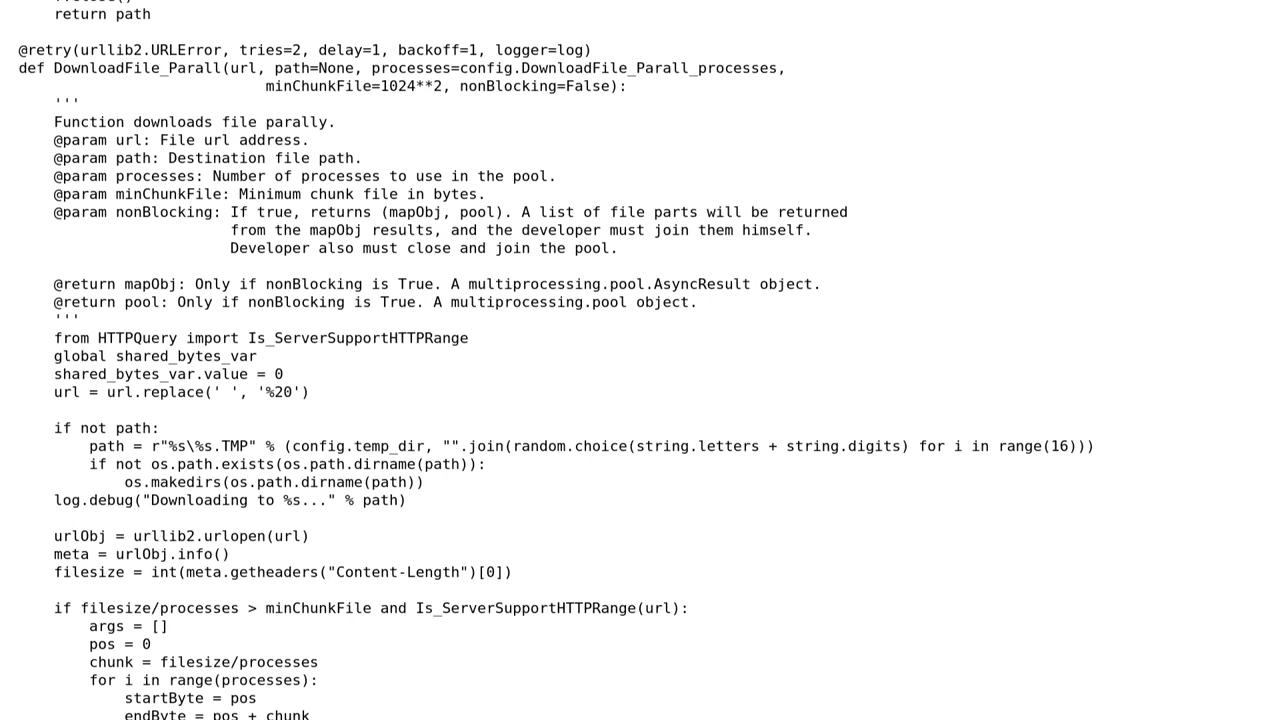 return path
@retry(urllib2.URLError, tries=2, delay=1, backoff=1, logger=log)
def DownloadFile_Parall(url, path=None, processes=config.DownloadFile_Parall_processes,
minChunkFile=1024**2, nonBlocking=False):
'''
Function downloads file parally.
@param url: File url address.
@param path: Destination file path.
@param processes: Number of processes to use in the pool.
@param minChunkFile: Minimum chunk file in bytes.
@param nonBlocking: If true, returns (mapObj, pool). A list of file parts will be returned
from the mapObj results, and the developer must join them himself.
Developer also must close and join the pool.
@return mapObj: Only if nonBlocking is True. A multiprocessing.pool.AsyncResult object.
@return pool: Only if nonBlocking is True. A multiprocessing.pool object.
'''
from HTTPQuery import Is_ServerSupportHTTPRange
global shared_bytes_var
shared_bytes_var.value = 0
url = url.replace(' ', '%20')
if not path:
path = r"%s\%s.TMP" % (config.temp_dir, "".join(random.choice(string.letters + string.digits) for i in range(16)))
if not os.path.exists(os.path.dirname(path)):
os.makedirs(os.path.dirname(path))
log.debug("Downloading to %s..." % path)
urlObj = urllib2.urlopen(url)
meta = urlObj.info()
filesize = int(meta.getheaders("Content-Length")[0])
if filesize/processes > minChunkFile and Is_ServerSupportHTTPRange(url):
args = []
pos = 0
chunk = filesize/processes
for i in range(processes):
startByte = pos
endByte = pos + chunk